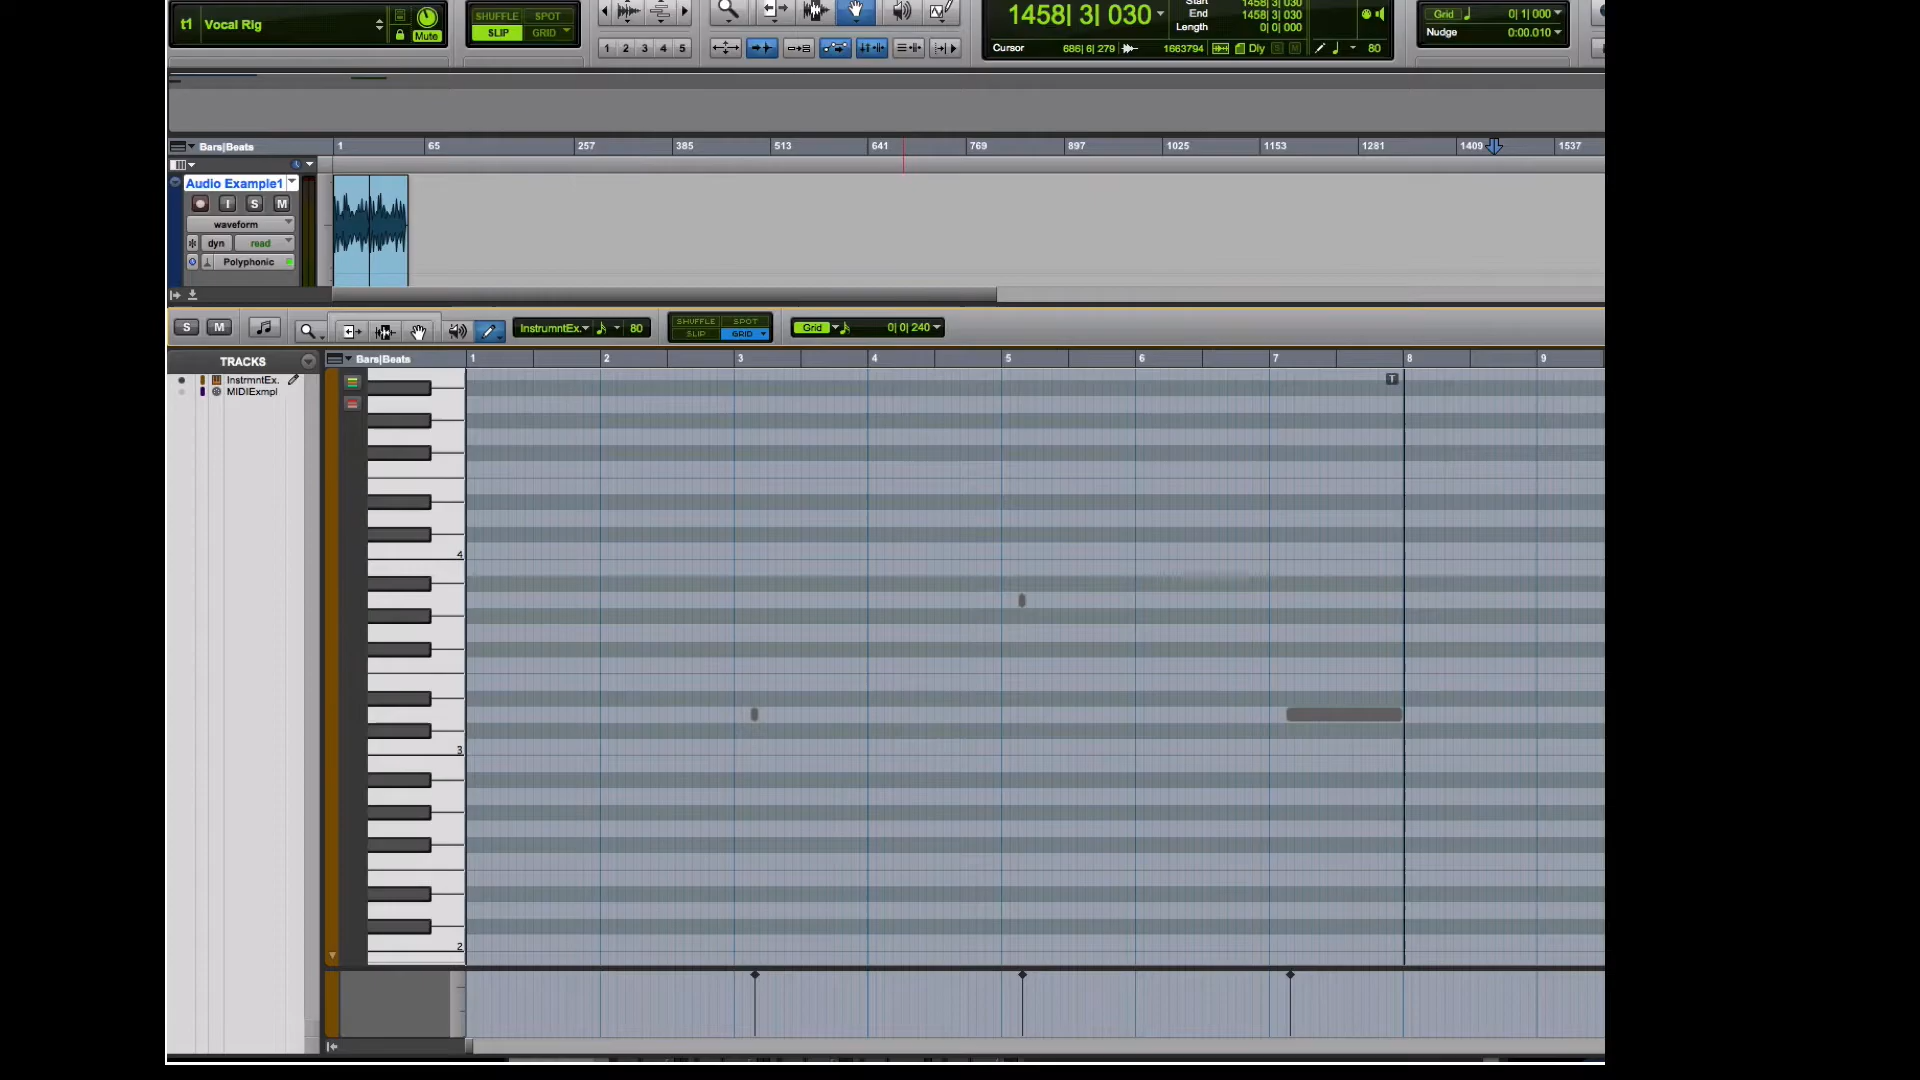 t1 Vocal Rig
Mute
SHUFFLE SPOT
SLIP GRID
1 2 3 4 5
1458| 3| 030
Start 1458| 3| 030
End 1458| 3| 030
Length 0| 0| 000
Cursor 686| 6| 279 1663794 Dly S M 80
Grid 0| 1| 000
Nudge 0:00.010
Bars|Beats 1 65 257 385 513 641 769 897 1025 1153 1281 1409 1537
Audio Example1
I S M
waveform
dyn read
Polyphonic
S M InstrumntEx. 80
SHUFFLE SPOT
SLIP GRID
Grid 0| 0| 240
TRACKS
InstrmntEx.
MIDIExmpl
Bars|Beats 1 2 3 4 5 6 7 8 9
T
4
3
2